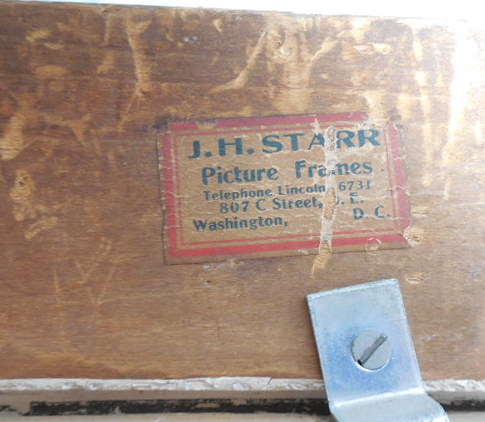 J. H. STARR
Picture Frames
Telephone Lincoln 6731
807 C Street, . E.
Washington, D. C.